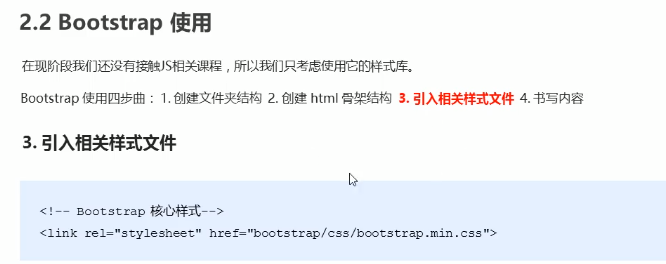 2.2 Bootstrap 使用
在现阶段我们还没有接触JS相关课程，所以我们只考虑使用它的样式库。
Bootstrap 使用四步曲： 1. 创建文件夹结构 2. 创建 html 骨架结构 3. 引入相关样式文件 4. 书写内容
3. 引入相关样式文件
<!-- Bootstrap 核心样式-->
<link rel="stylesheet" href="bootstrap/css/bootstrap.min.css">